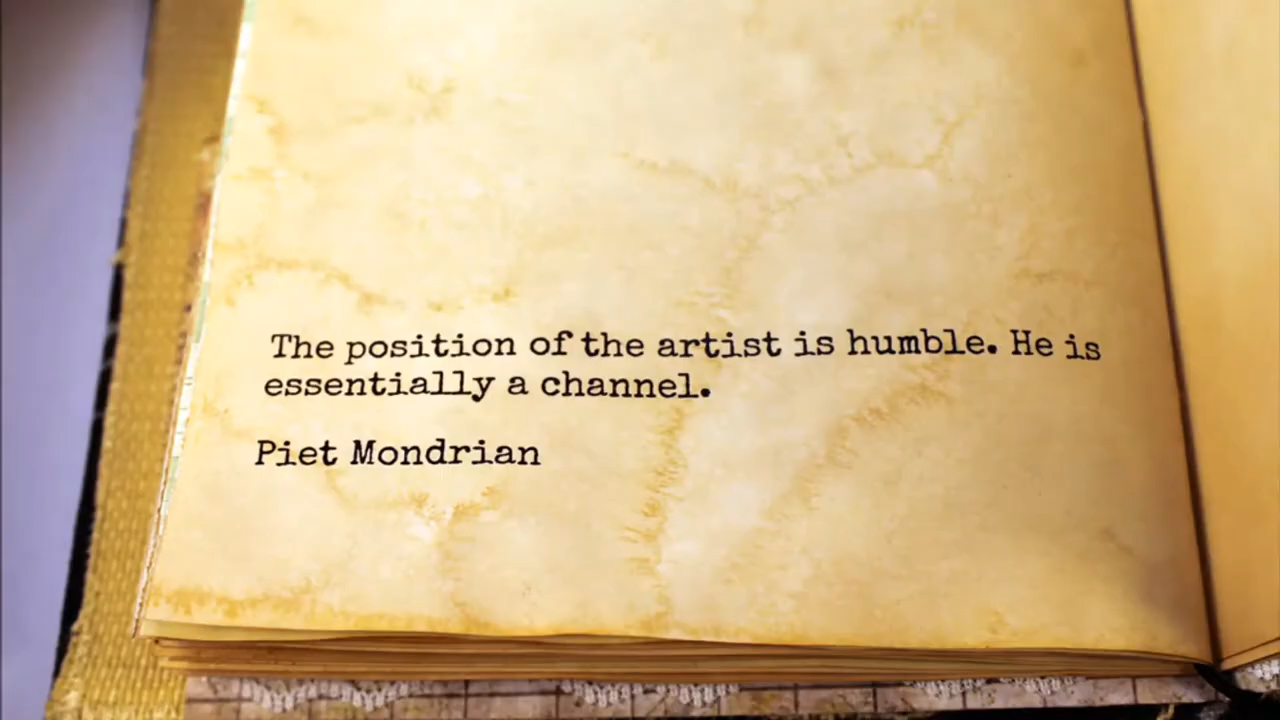 The position of the artist is humble. He is
essentially a channel.
Piet Mondrian